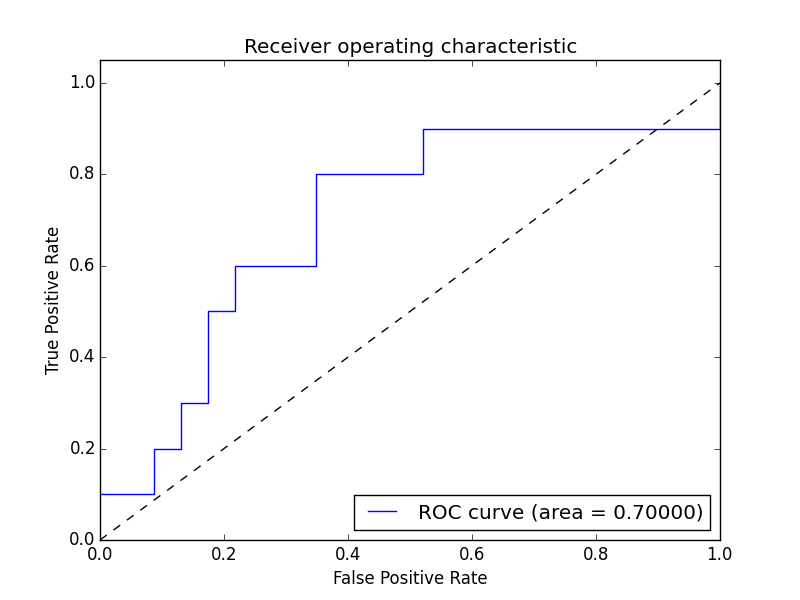 Receiver operating characteristic
1.0
0.8
0.6
0.4
0.2
0.0
True Positive Rate
ROC curve (area = 0.70000)
0.0 0.2 0.4 0.6 0.8 1.0
False Positive Rate